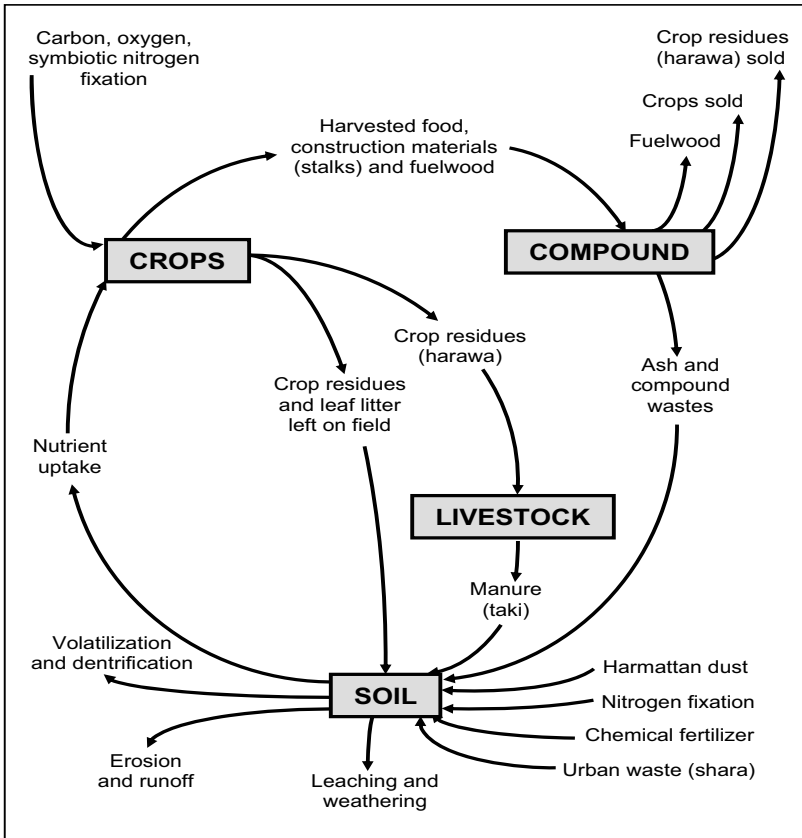 Carbon, oxygen,
symbiotic nitrogen
fixation
Crop residues
(harawa) sold
Crops sold
Fuelwood
Harvested food,
construction materials
(stalks) and fuelwood
CROPS
COMPOUND
Crop residues
(harawa)
Crop residues
and leaf litter
left on field
Ash and
compound
wastes
Nutrient
uptake
LIVESTOCK
Manure
(taki)
Volatilization
and dentrification
SOIL
Harmattan dust
Nitrogen fixation
Chemical fertilizer
Urban waste (shara)
Erosion
and runoff
Leaching and
weathering